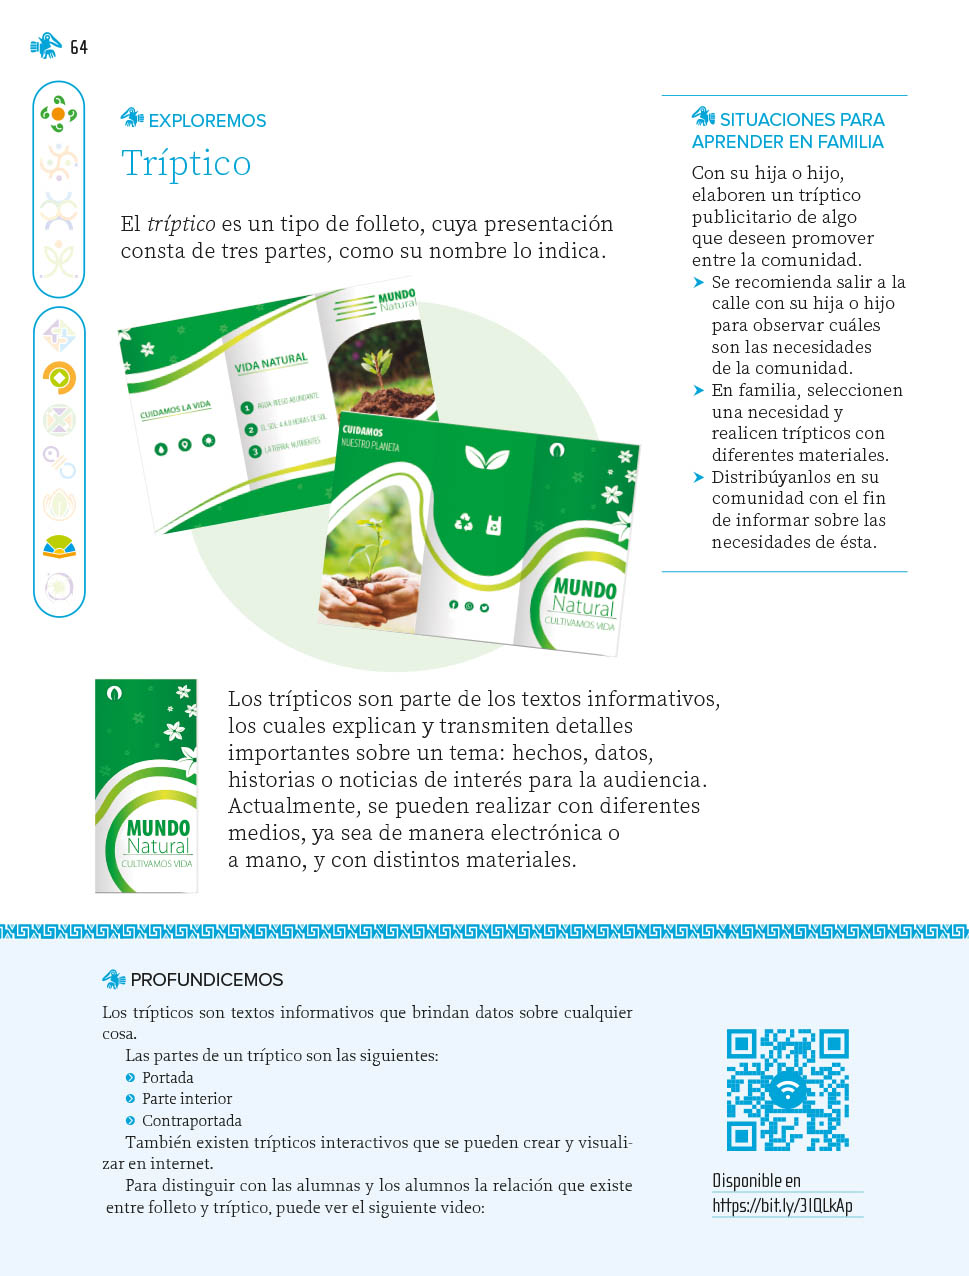 64
EXPLOREMOS
Tríptico
El tríptico es un tipo de folleto, cuya presentación
consta de tres partes, como su nombre lo indica.
MUNDO
Natural
VIDA NATURAL
CUIDAMOS LA VIDA
1 AGUA: RIEGO ABUNDANTE
2 EL SOL: 4 A 8 HORAS DE SOL
3 LA TIERRA: NUTRIENTES
CUIDAMOS
NUESTRO PLANETA
MUNDO
Natural
CULTIVAMOS VIDA
SITUACIONES PARA
APRENDER EN FAMILIA
Con su hija o hijo,
elaboren un tríptico
publicitario de algo
que deseen promover
entre la comunidad.
Se recomienda salir a la
calle con su hija o hijo
para observar cuáles
son las necesidades
de la comunidad.
En familia, seleccionen
una necesidad y
realicen trípticos con
diferentes materiales.
Distribúyanlos en su
comunidad con el fin
de informar sobre las
necesidades de ésta.
MUNDO
Natural
CULTIVAMOS VIDA
Los trípticos son parte de los textos informativos,
los cuales explican y transmiten detalles
importantes sobre un tema: hechos, datos,
historias o noticias de interés para la audiencia.
Actualmente, se pueden realizar con diferentes
medios, ya sea de manera electrónica o
a mano, y con distintos materiales.
PROFUNDICEMOS
Los trípticos son textos informativos que brindan datos sobre cualquier
cosa.
Las partes de un tríptico son las siguientes:
Portada
Parte interior
Contraportada
También existen trípticos interactivos que se pueden crear y visuali-
zar en internet.
Para distinguir con las alumnas y los alumnos la relación que existe
entre folleto y tríptico, puede ver el siguiente video:
Disponible en
https://bit.ly/3IQLkAp